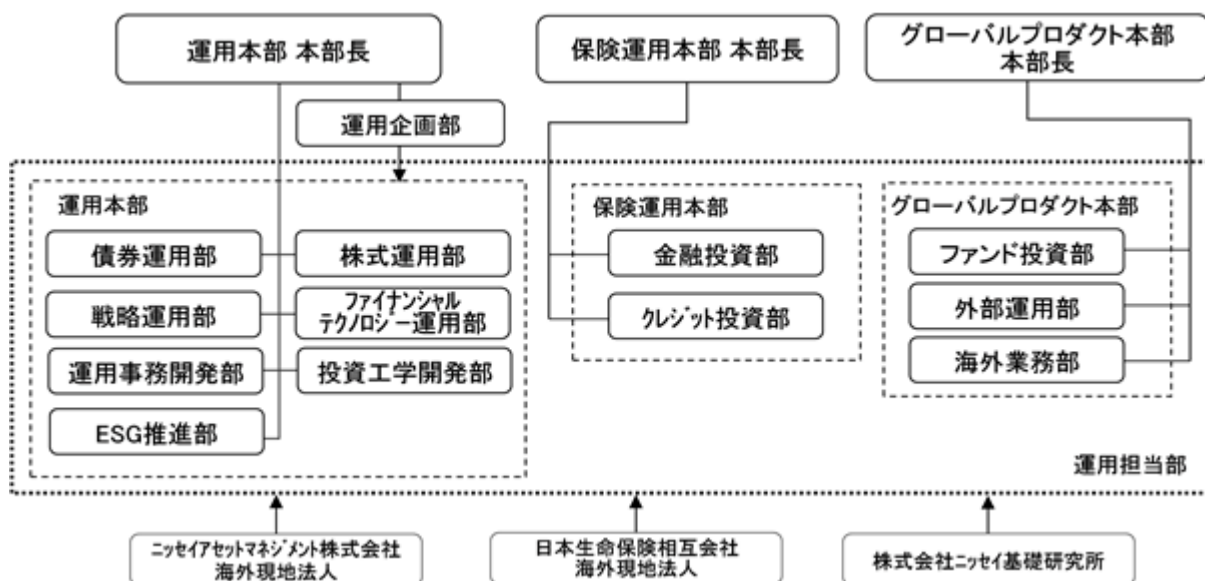 運用本部 本部長
保険運用本部 本部長
グローバルプロダクト本部
本部長
運用企画部
運用本部
債券運用部
株式運用部
戦略運用部
ファイナンシャル
テクノロジー運用部
運用事務開発部
投資工学開発部
ESG推進部
保険運用本部
金融投資部
クレジット投資部
グローバルプロダクト本部
ファンド投資部
外部運用部
海外業務部
運用担当部
ニッセイアセットマネジメント株式会社
海外現地法人
日本生命保険相互会社
海外現地法人
株式会社ニッセイ基礎研究所